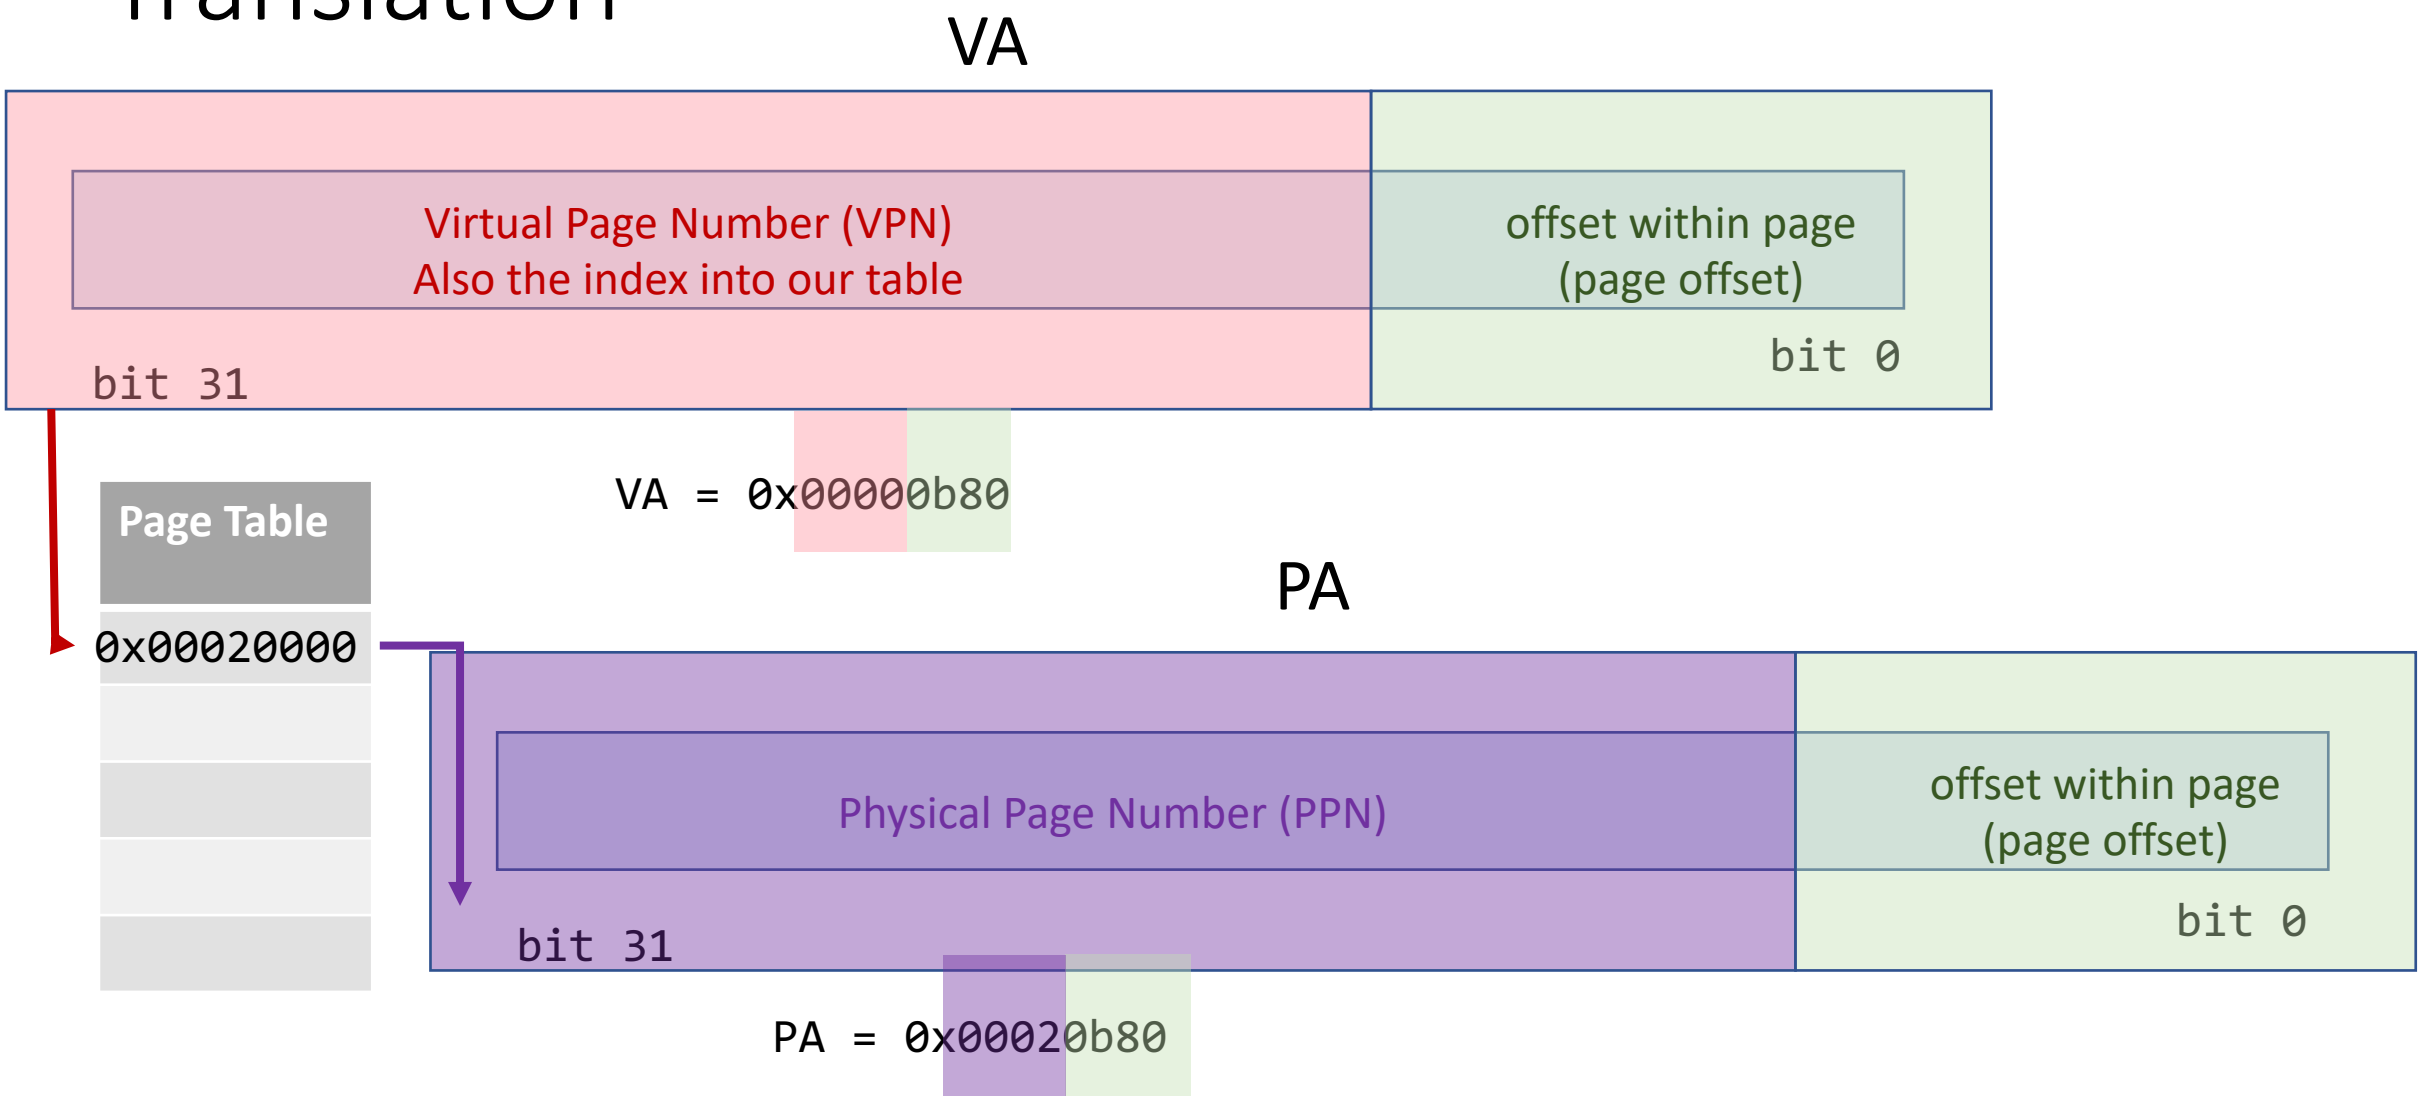 Translation
VA
Virtual Page Number (VPN)
Also the index into our table
offset within page
(page offset)
bit 31
bit 0
VA = 0x00000b80
Page Table
0x00020000
PA
Physical Page Number (PPN)
offset within page
(page offset)
bit 31
bit 0
PA = 0x00020b80